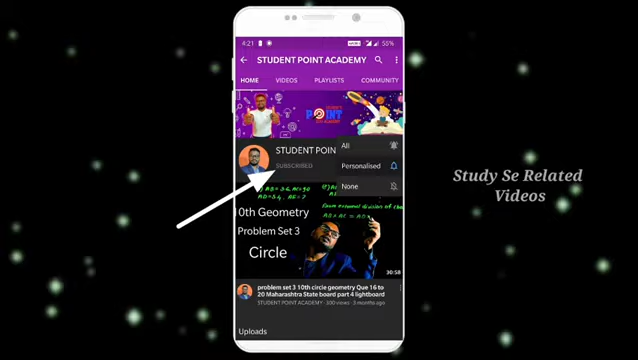 4:21
55%
STUDENT POINT ACADEMY
HOME VIDEOS PLAYLISTS COMMUNITY
POINT
STUDENT POIN
SUBSCRIBED
All
Personalised
None
10th Geometry
Problem Set 3
Circle
30:58
problem set 3 10th circle geometry Que 16 to
20 Maharashtra State board part 4 lightboard
STUDENT POINT ACADEMY · 300 views · 3 months ago
Uploads
Study Se Related
Videos